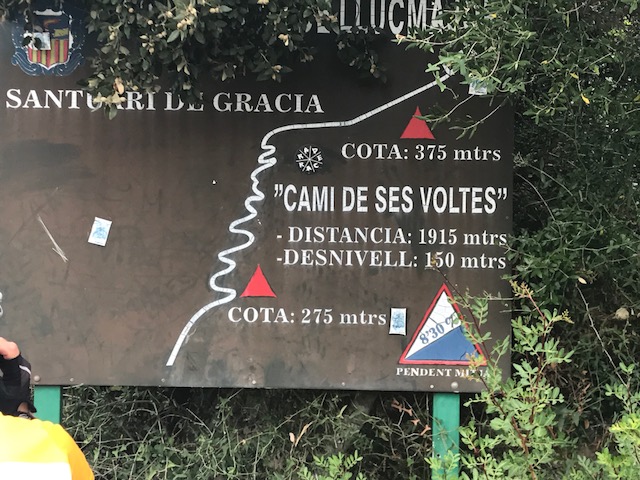 LLUCMA
SANTUARI DE GRACIA
COTA: 375 mtrs
"CAMI DE SES VOLTES"
- DISTANCIA: 1915 mtrs
-DESNIVELL: 150 mtrs
COTA: 275 mtrs
8'30 %
PENDENT